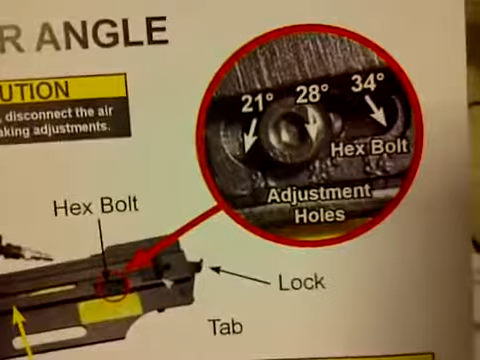 R ANGLE
UTION
, disconnect the air
aking adjustments.
21° 28° 34°
Hex Bolt
Adjustment
Holes
Hex Bolt
Lock
Tab